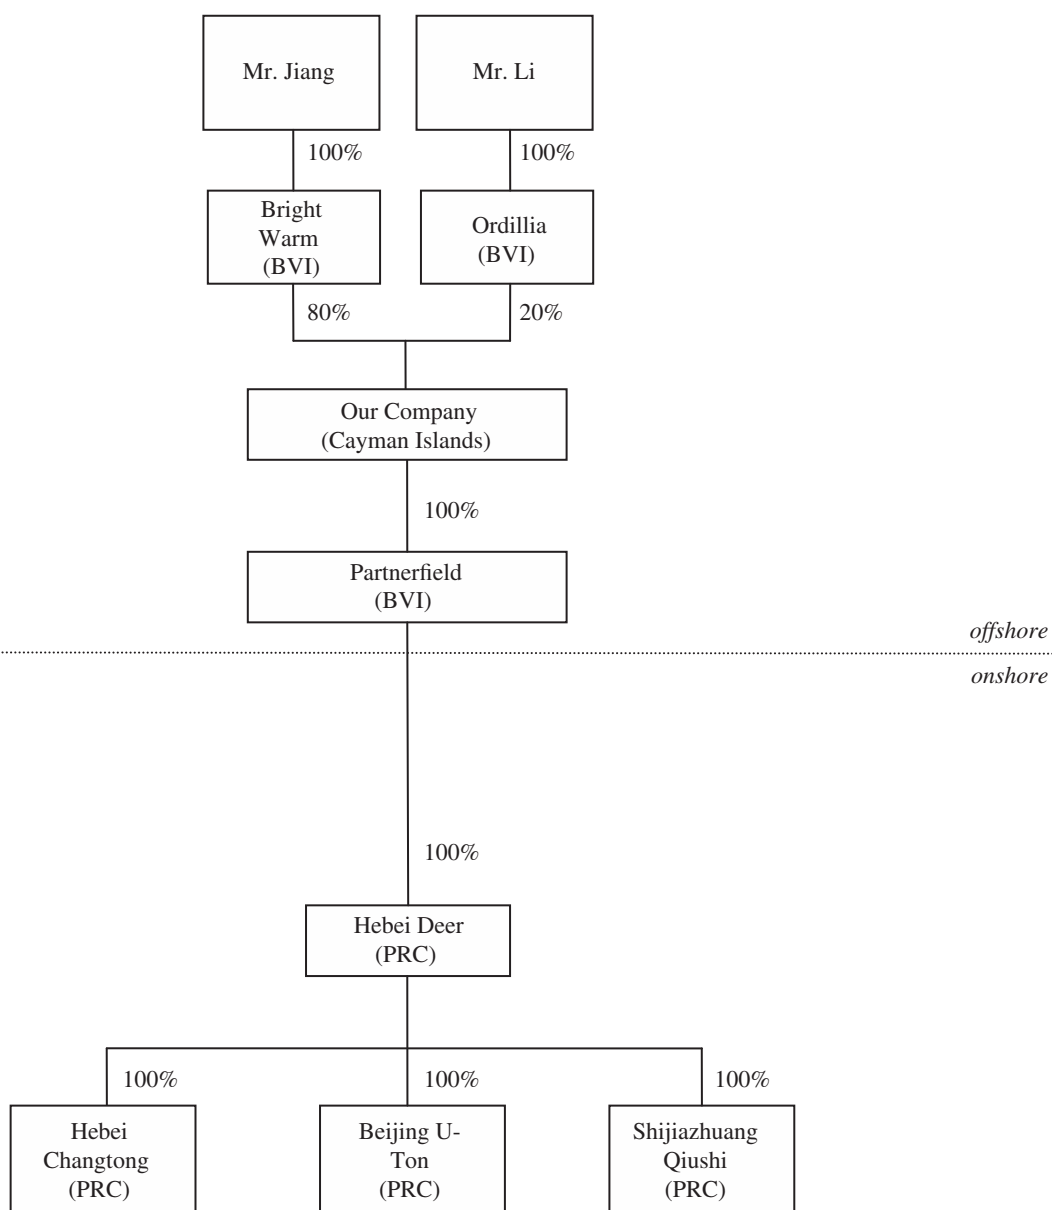 Mr. Jiang
Mr. Li
100%
100%
Bright
Warm
(BVI)
Ordillia
(BVI)
80%
20%
Our Company
(Cayman Islands)
100%
Partnerfield
(BVI)
offshore
onshore
100%
Hebei Deer
(PRC)
100%
100%
100%
Hebei
Changtong
(PRC)
Beijing U-
Ton
(PRC)
Shijiazhuang
Qiushi
(PRC)